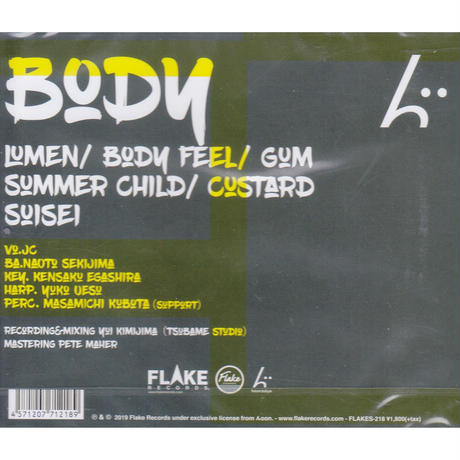 BODY
LUMEN/ BODY FEEL/ GUM
SUMMER CHILD/ CUSTARD
SUISEI
VO.JC
BA.NAOTO SEKIJIMA
KEY. KENSAKU EGASHIRA
HARP. YUKO UESU
PERC. MASAMICHI KUBOTA (SUPPORT)
RECORDING&MIXING YUI KIMIJIMA (TSUBAME STUDIO)
MASTERING PETE MAHER
FLAKE
RECORDS
Flake
4 571207 712189
℗ & © 2019 Flake Records under exclusive license from hoon. - www.flakerecords.com - FLAKES-218 ¥1,800(+tax)